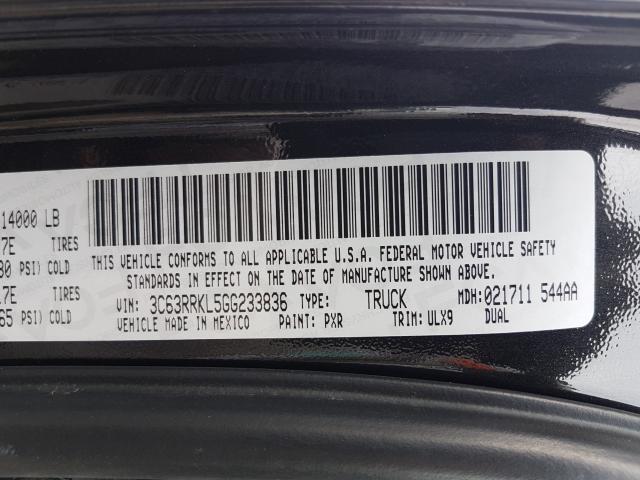 14000 LB
7E TIRES
80 PSI) COLD
17E TIRES
65 PSI) COLD
THIS VEHICLE CONFORMS TO ALL APPLICABLE U.S.A. FEDERAL MOTOR VEHICLE SAFETY
STANDARDS IN EFFECT ON THE DATE OF MANUFACTURE SHOWN ABOVE.
VIN: 3C63RRKL5GG233836 TYPE: TRUCK MDH: 021711 544AA
VEHICLE MADE IN MEXICO PAINT: PXR TRIM: ULX9 DUAL